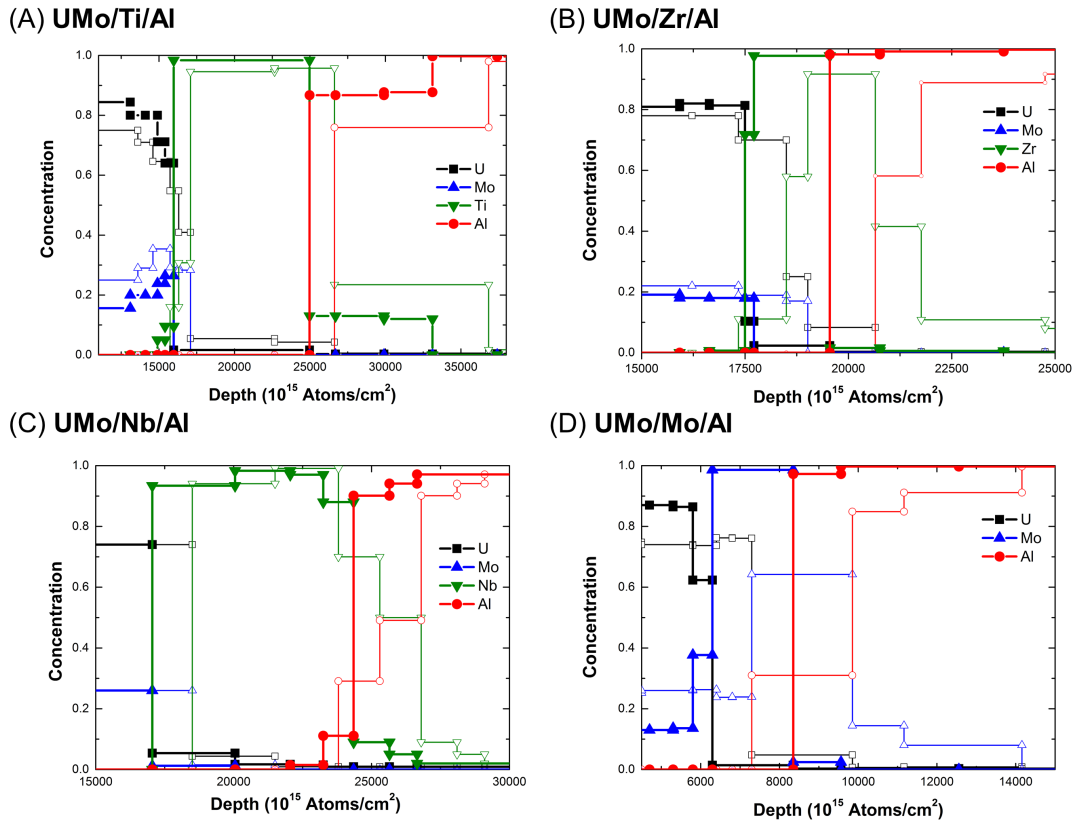 (A) UMo/Ti/Al
(B) UMo/Zr/Al
1.0
0.8
0.6
0.4
0.2
0.0
Concentration
U
Mo
Ti
Al
15000
20000
25000
30000
35000
Depth (10¹⁵ Atoms/cm²)
1.0
0.8
0.6
0.4
0.2
0.0
Concentration
U
Mo
Zr
Al
15000
17500
20000
22500
25000
Depth (10¹⁵ Atoms/cm²)
(C) UMo/Nb/Al
(D) UMo/Mo/Al
1.0
0.8
0.6
0.4
0.2
0.0
Concentration
U
Mo
Nb
Al
15000
20000
25000
30000
Depth (10¹⁵ Atoms/cm²)
1.0
0.8
0.6
0.4
0.2
0.0
Concentration
U
Mo
Al
6000
8000
10000
12000
14000
Depth (10¹⁵ Atoms/cm²)